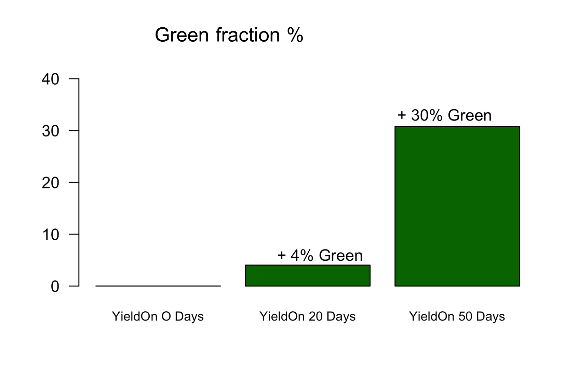 Green fraction %
40
30
20
10
0
+ 30% Green
+ 4% Green
YieldOn O Days
YieldOn 20 Days
YieldOn 50 Days